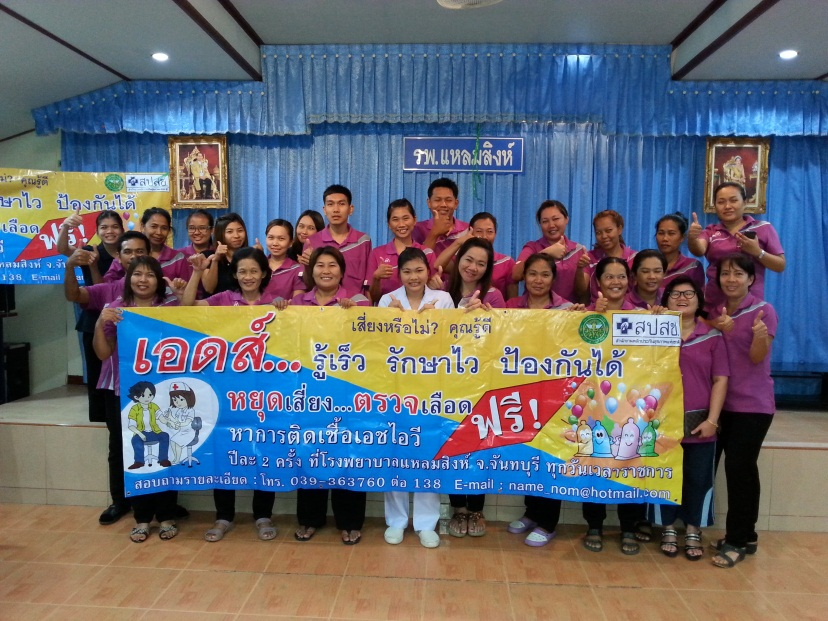 รพ.แหลมสิงห์
ไม่? คุณรู้ดี
สปสช
กษาไว ป้องกันได้
เลือด ฟรี!
138 E-mail
เสี่ยงหรือไม่? คุณรู้ดี
สปสช
เอดส์... รู้เร็ว รักษาไว ป้องกันได้
หยุดเสี่ยง...ตรวจเลือด ฟรี!
หาการติดเชื้อเอชไอวี
ปีละ 2 ครั้ง ที่โรงพยาบาลแหลมสิงห์ จ.จันทบุรี ทุกวันเวลาราชการ
สอบถามรายละเอียด : โทร. 039-363760 ต่อ 138 E-mail : name_nom@hotmail.com